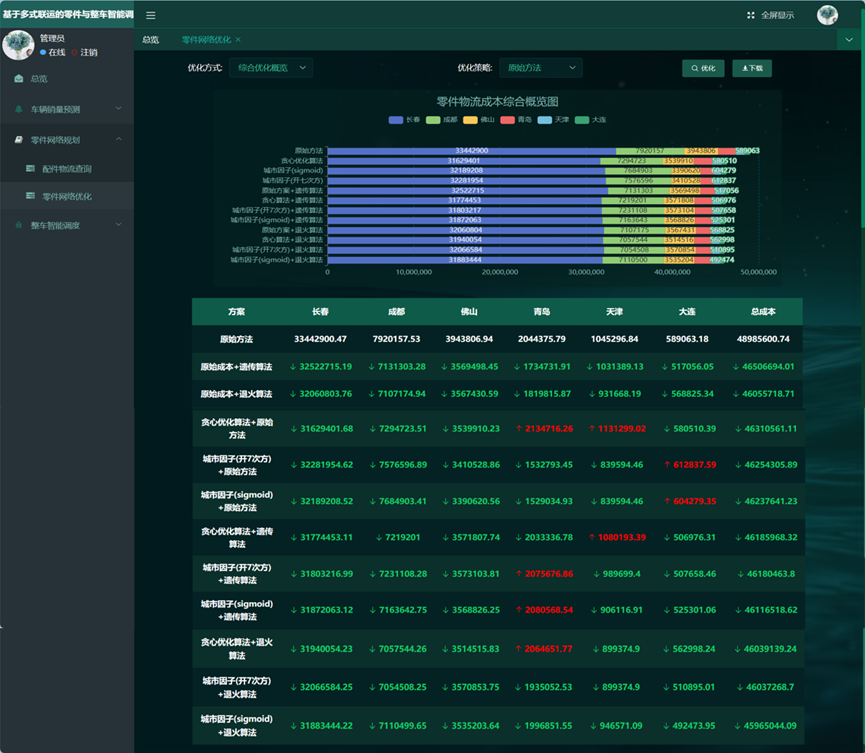 基于多式联运的零件与整车智能调
全屏显示
管理员
在线 注销
总览
车辆销量预测
零件网络规划
配件物流查询
零件网络优化
整车智能调度
总览 零件网络优化 ×
优化方式: 综合优化概览 优化策略: 原始方法 优化 下载
零件物流成本综合概览图
长春 成都 佛山 青岛 天津 大连
原始方法 33442900 7920157 3943806 589063
贪心优化算法 31629401 7294723 3539910 580510
城市因子(sigmoid) 32189208 7684903 3390620 604279
城市因子(开七次方) 32281954 7576596 3410528 612837
原始方案+遗传算法 32522715 7131303 3569498 517056
贪心算法+遗传算法 31774453 7219201 3571808 506976
城市因子(开7次方)+遗传算法 31803217 7231108 3573104 507658
城市因子(sigmoid)+遗传算法 31872063 7163643 3568826 525301
原始方案+退火算法 32060804 7107175 3567431 568825
贪心算法+退火算法 31940054 7057544 3514516 562998
城市因子(开7次方)+退火算法 32066584 7054508 3570854 510895
城市因子(sigmoid)+退火算法 31883444 7110500 3535204 492474
0 10,000,000 20,000,000 30,000,000 40,000,000 50,000,000
方案 长春 成都 佛山 青岛 天津 大连 总成本
原始方法 33442900.47 7920157.53 3943806.94 2044375.79 1045296.84 589063.18 48985600.74
原始成本+遗传算法 ↓ 32522715.19 ↓ 7131303.28 ↓ 3569498.45 ↓ 1734731.91 ↓ 1031389.13 ↓ 517056.05 ↓ 46506694.01
原始成本+退火算法 ↓ 32060803.76 ↓ 7107174.94 ↓ 3567430.59 ↓ 1819815.87 ↓ 931668.19 ↓ 568825.34 ↓ 46055718.71
贪心优化算法+原始
方法 ↓ 31629401.68 ↓ 7294723.51 ↓ 3539910.23 ↑ 2134716.26 ↑ 1131299.02 ↓ 580510.39 ↓ 46310561.11
城市因子(开7次方)
+原始方法 ↓ 32281954.62 ↓ 7576596.89 ↓ 3410528.86 ↓ 1532793.45 ↓ 839594.46 ↑ 612837.59 ↓ 46254305.89
城市因子(sigmoid)
+原始方法 ↓ 32189208.52 ↓ 7684903.41 ↓ 3390620.56 ↓ 1529034.93 ↓ 839594.46 ↑ 604279.35 ↓ 46237641.23
贪心优化算法+遗传
算法 ↓ 31774453.11 ↓ 7219201 ↓ 3571807.74 ↓ 2033336.78 ↑ 1080193.39 ↓ 506976.31 ↓ 46185968.32
城市因子(开7次方)
+遗传算法 ↓ 31803216.99 ↓ 7231108.28 ↓ 3573103.81 ↑ 2075676.86 ↓ 989699.4 ↓ 507658.46 ↓ 46180463.8
城市因子(sigmoid)
+遗传算法 ↓ 31872063.12 ↓ 7163642.75 ↓ 3568826.25 ↑ 2080568.54 ↓ 906116.91 ↓ 525301.06 ↓ 46116518.62
贪心优化算法+退火
算法 ↓ 31940054.23 ↓ 7057544.26 ↓ 3514515.83 ↑ 2064651.77 ↓ 899374.9 ↓ 562998.24 ↓ 46039139.24
城市因子(开7次方)
+退火算法 ↓ 32066584.25 ↓ 7054508.25 ↓ 3570853.75 ↓ 1935052.53 ↓ 899374.9 ↓ 510895.01 ↓ 46037268.7
城市因子(sigmoid)
+退火算法 ↓ 31883444.22 ↓ 7110499.65 ↓ 3535203.64 ↓ 1996851.55 ↓ 946571.09 ↓ 492473.95 ↓ 45965044.09